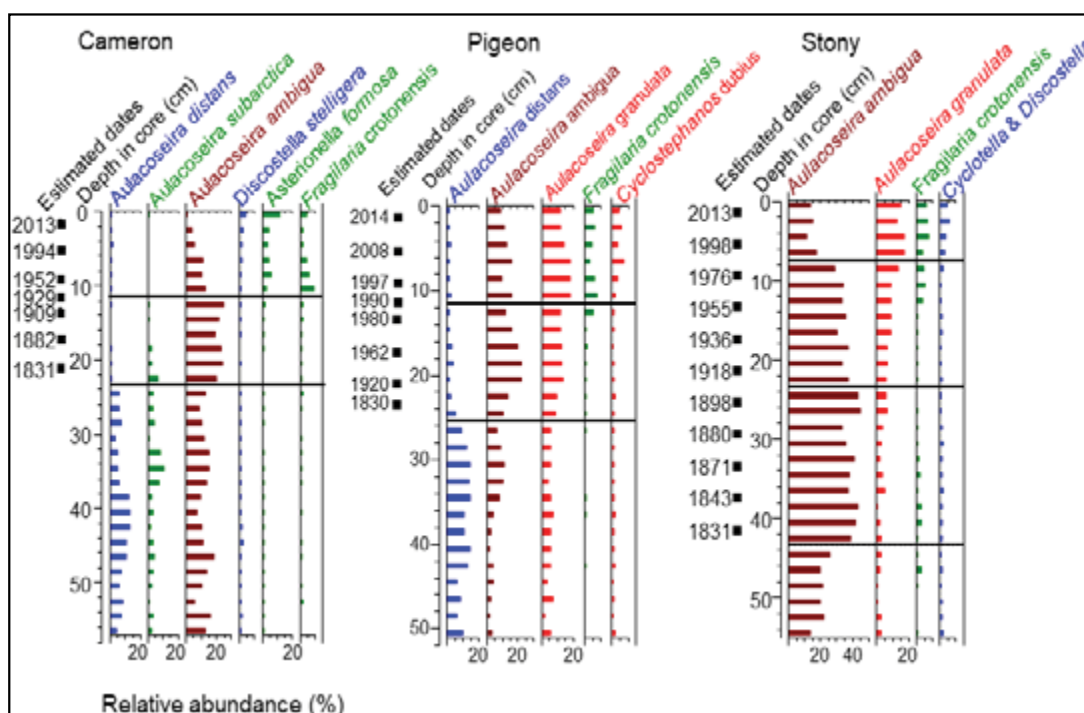 Cameron
Estimated dates
Depth in core (cm)
Aulacoseira distans
Aulacoseira subarctica
Aulacoseira ambigua
Discostella stelligera
Asterionella formosa
Fragilaria crotonensis
2013
1994
1952
1929
1909
1882
1831
0
10
20
30
40
50
20
20
20
20
Pigeon
Estimated dates
Depth in core (cm)
Aulacoseira distans
Aulacoseira ambigua
Aulacoseira granulata
Fragilaria crotonensis
Cyclostephanos dubius
2014
2008
1997
1990
1980
1962
1920
1830
0
10
20
30
40
50
20
20
20
Stony
Estimated dates
Depth in core (cm)
Aulacoseira ambigua
Aulacoseira granulata
Fragilaria crotonensis
Cyclotella & Discostella
2013
1998
1976
1955
1936
1918
1898
1880
1871
1843
1831
0
10
20
30
40
50
20 40
20
Relative abundance (%)